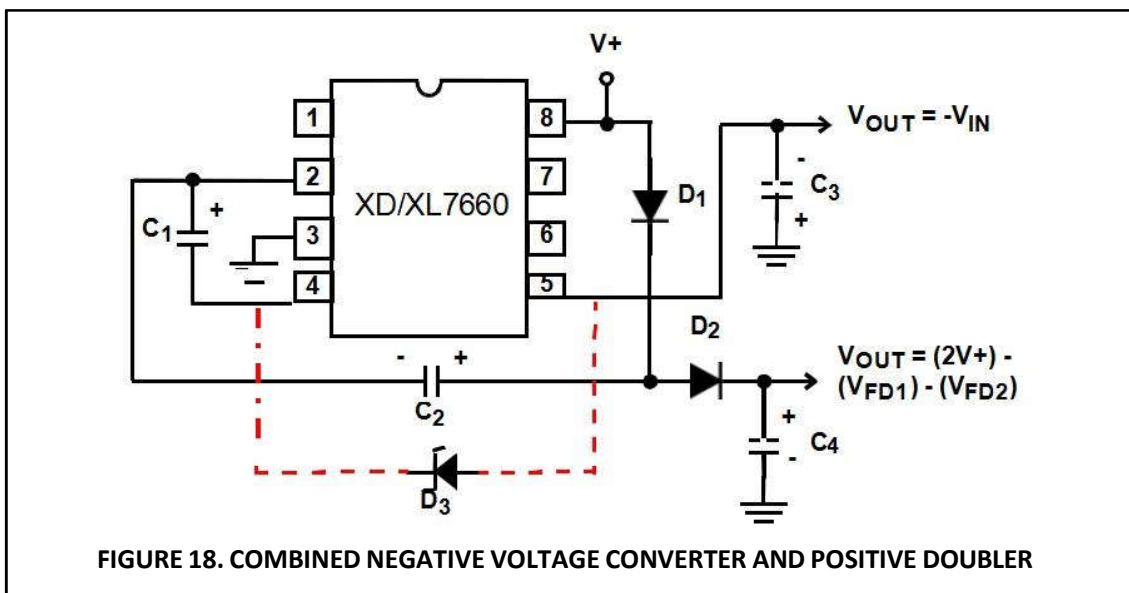 V+
1
8
VOUT = -VIN
2
7
-
C3
+
C1
+
XD/XL7660
D1
3
6
4
5
D2
-
+
C2
VOUT = (2V+) -
(VFD1) - (VFD2)
+
C4
-
D3
FIGURE 18. COMBINED NEGATIVE VOLTAGE CONVERTER AND POSITIVE DOUBLER